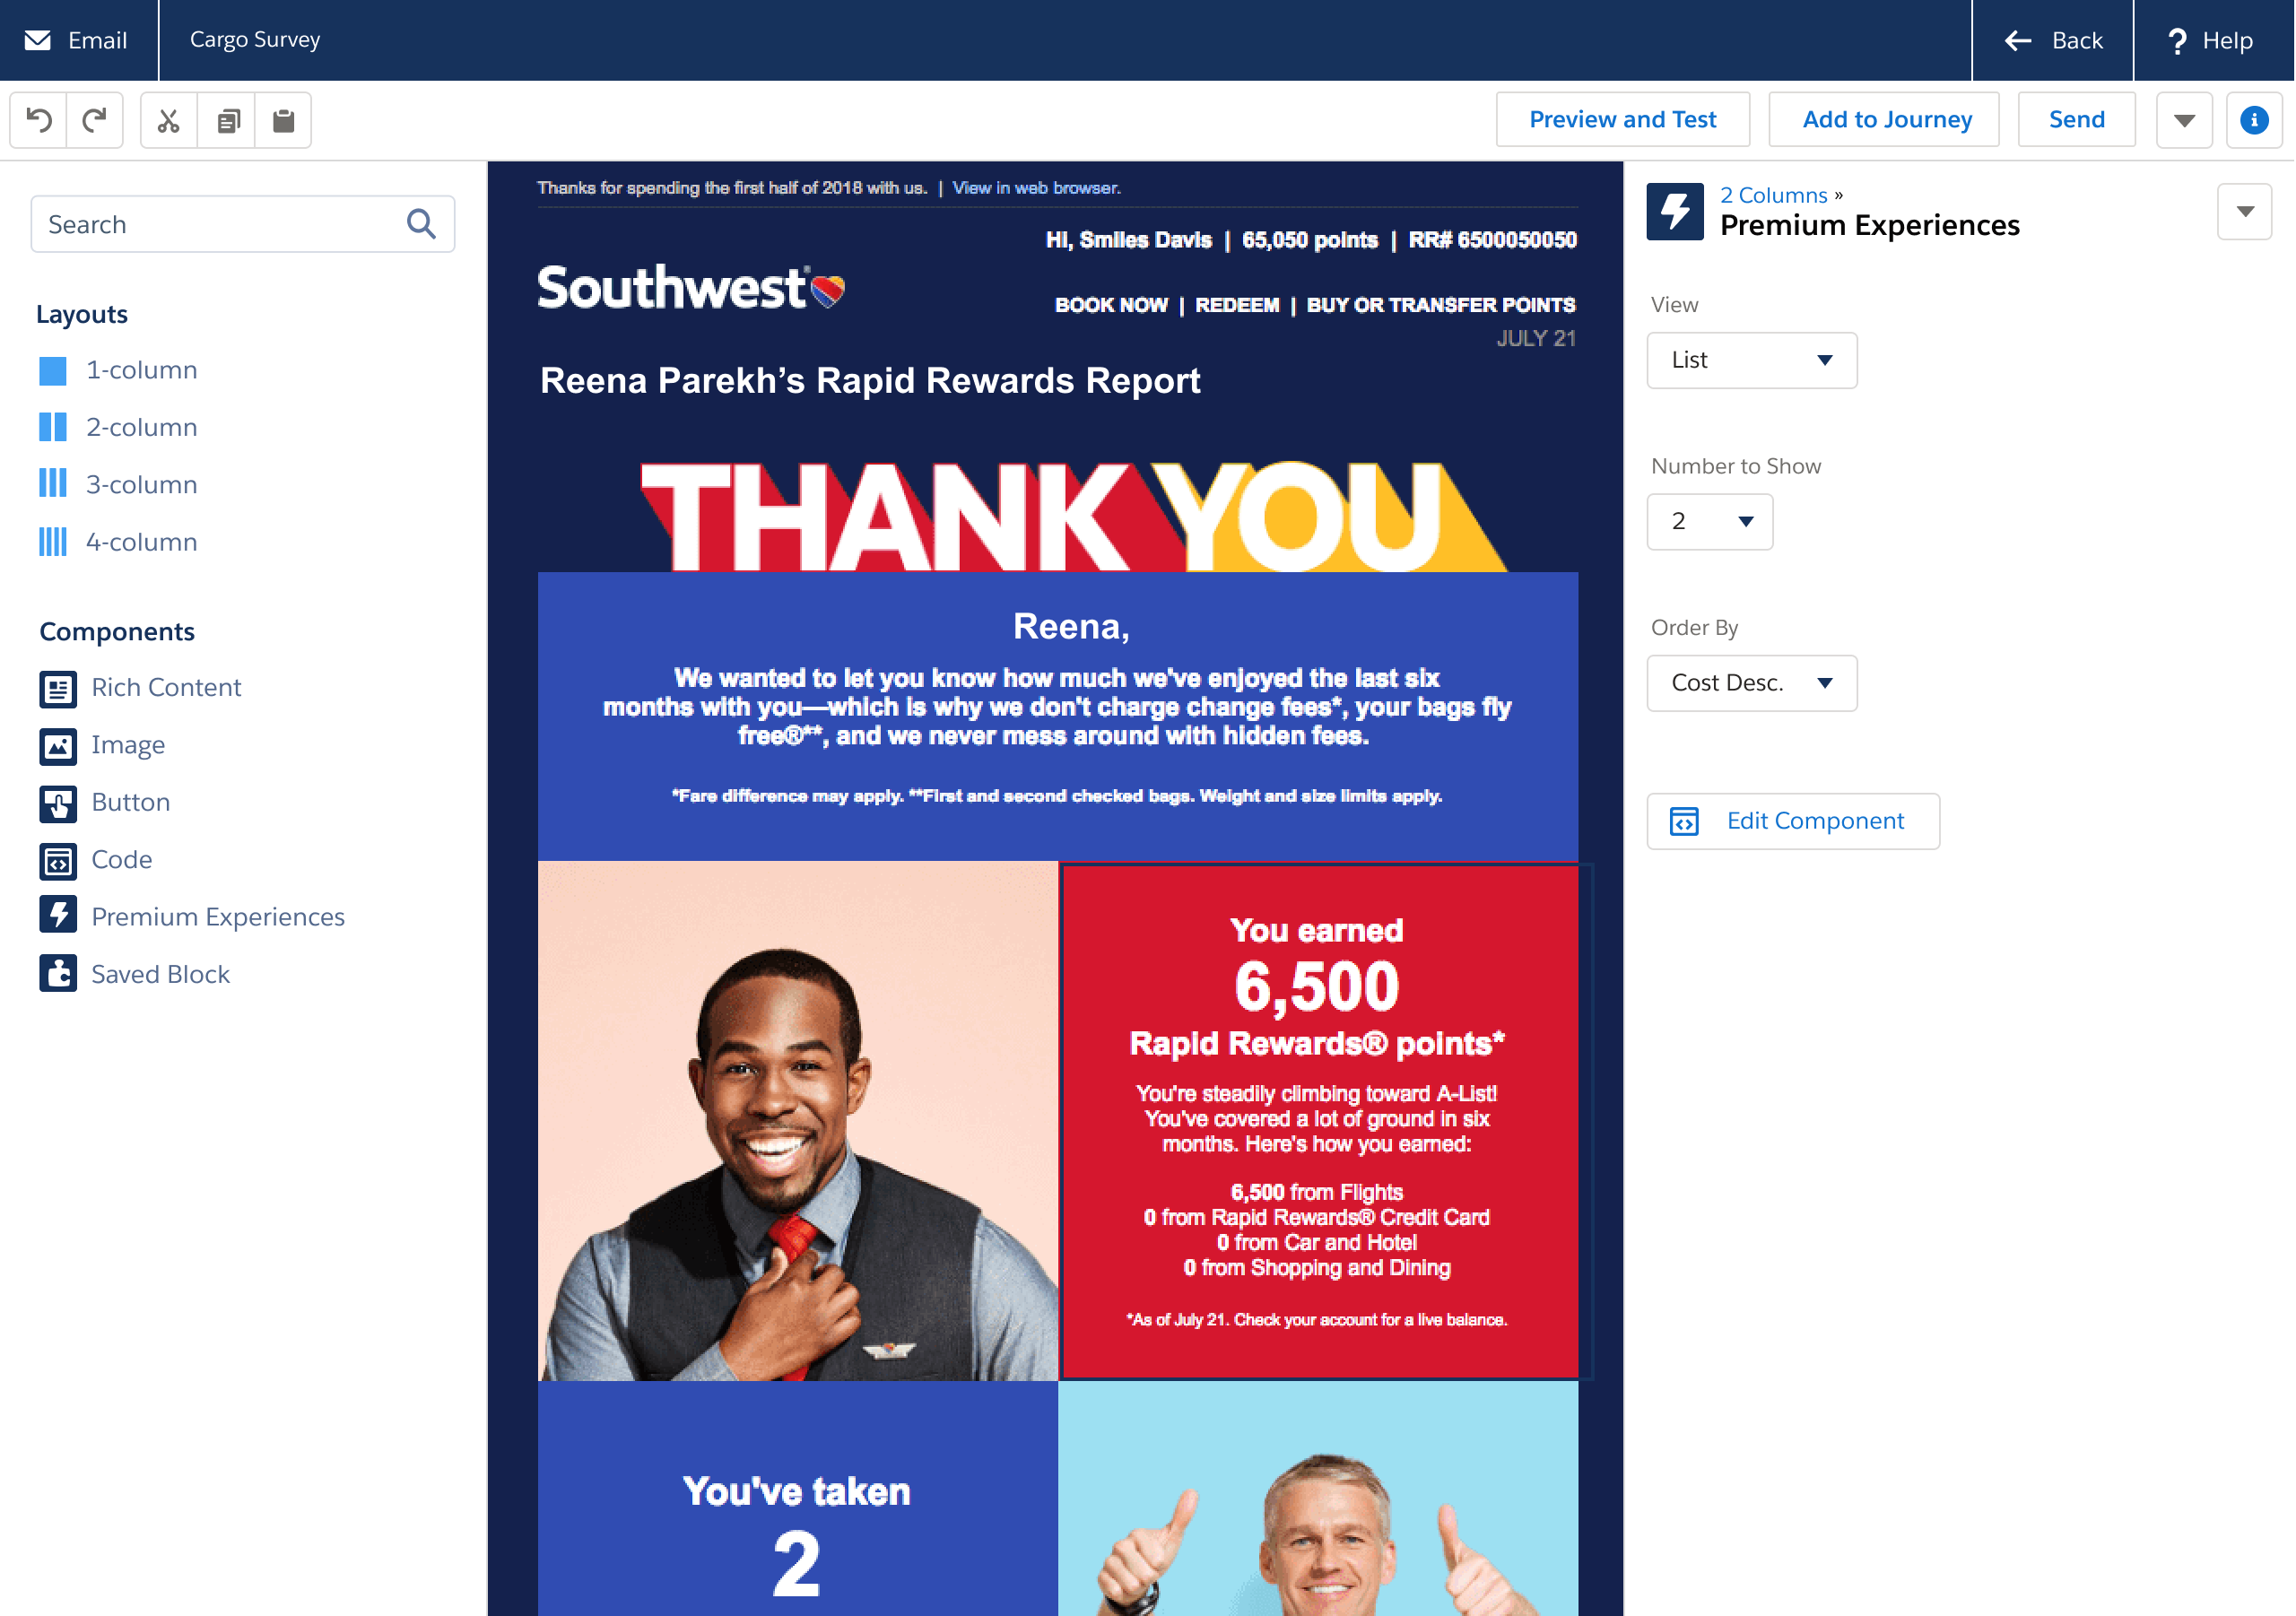 Email
Cargo Survey
Back
? Help
Preview and Test
Add to Journey
Send
Search
Layouts
1-column
2-column
3-column
4-column
Components
Rich Content
Image
Button
Code
Premium Experiences
Saved Block
Thanks for spending the first half of 2018 with us. | View in web browser.
Hi, Smiles Davis | 65,050 points | RR# 6500050050
Southwest®
BOOK NOW | REDEEM | BUY OR TRANSFER POINTS
JULY 21
Reena Parekh’s Rapid Rewards Report
THANK YOU
Reena,
We wanted to let you know how much we've enjoyed the last six
months with you—which is why we don't charge change fees*, your bags fly
free®**, and we never mess around with hidden fees.
*Fare difference may apply. **First and second checked bags. Weight and size limits apply.
You earned
6,500
Rapid Rewards® points*
You're steadily climbing toward A-List!
You've covered a lot of ground in six
months. Here's how you earned:
6,500 from Flights
0 from Rapid Rewards® Credit Card
0 from Car and Hotel
0 from Shopping and Dining
*As of July 21. Check your account for a live balance.
You've taken
2
2 Columns »
Premium Experiences
View
List
Number to Show
2
Order By
Cost Desc.
Edit Component